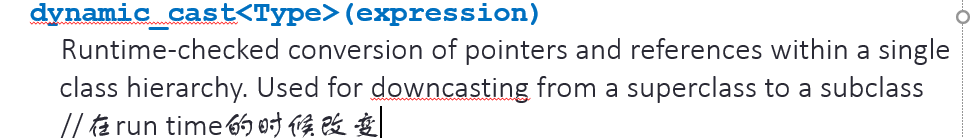 dynamic_cast<Type>(expression)
Runtime-checked conversion of pointers and references within a single
class hierarchy. Used for downcasting from a superclass to a subclass
//在run time的时候改变